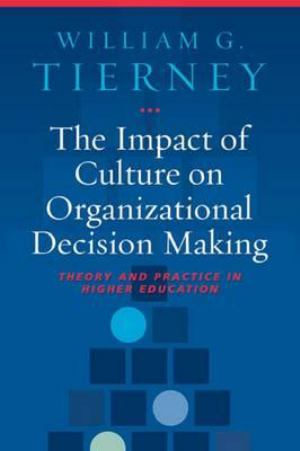 WILLIAM G.
TIERNEY
The Impact of
Culture on
Organizational
Decision Making
THEORY AND PRACTICE IN
HIGHER EDUCATION